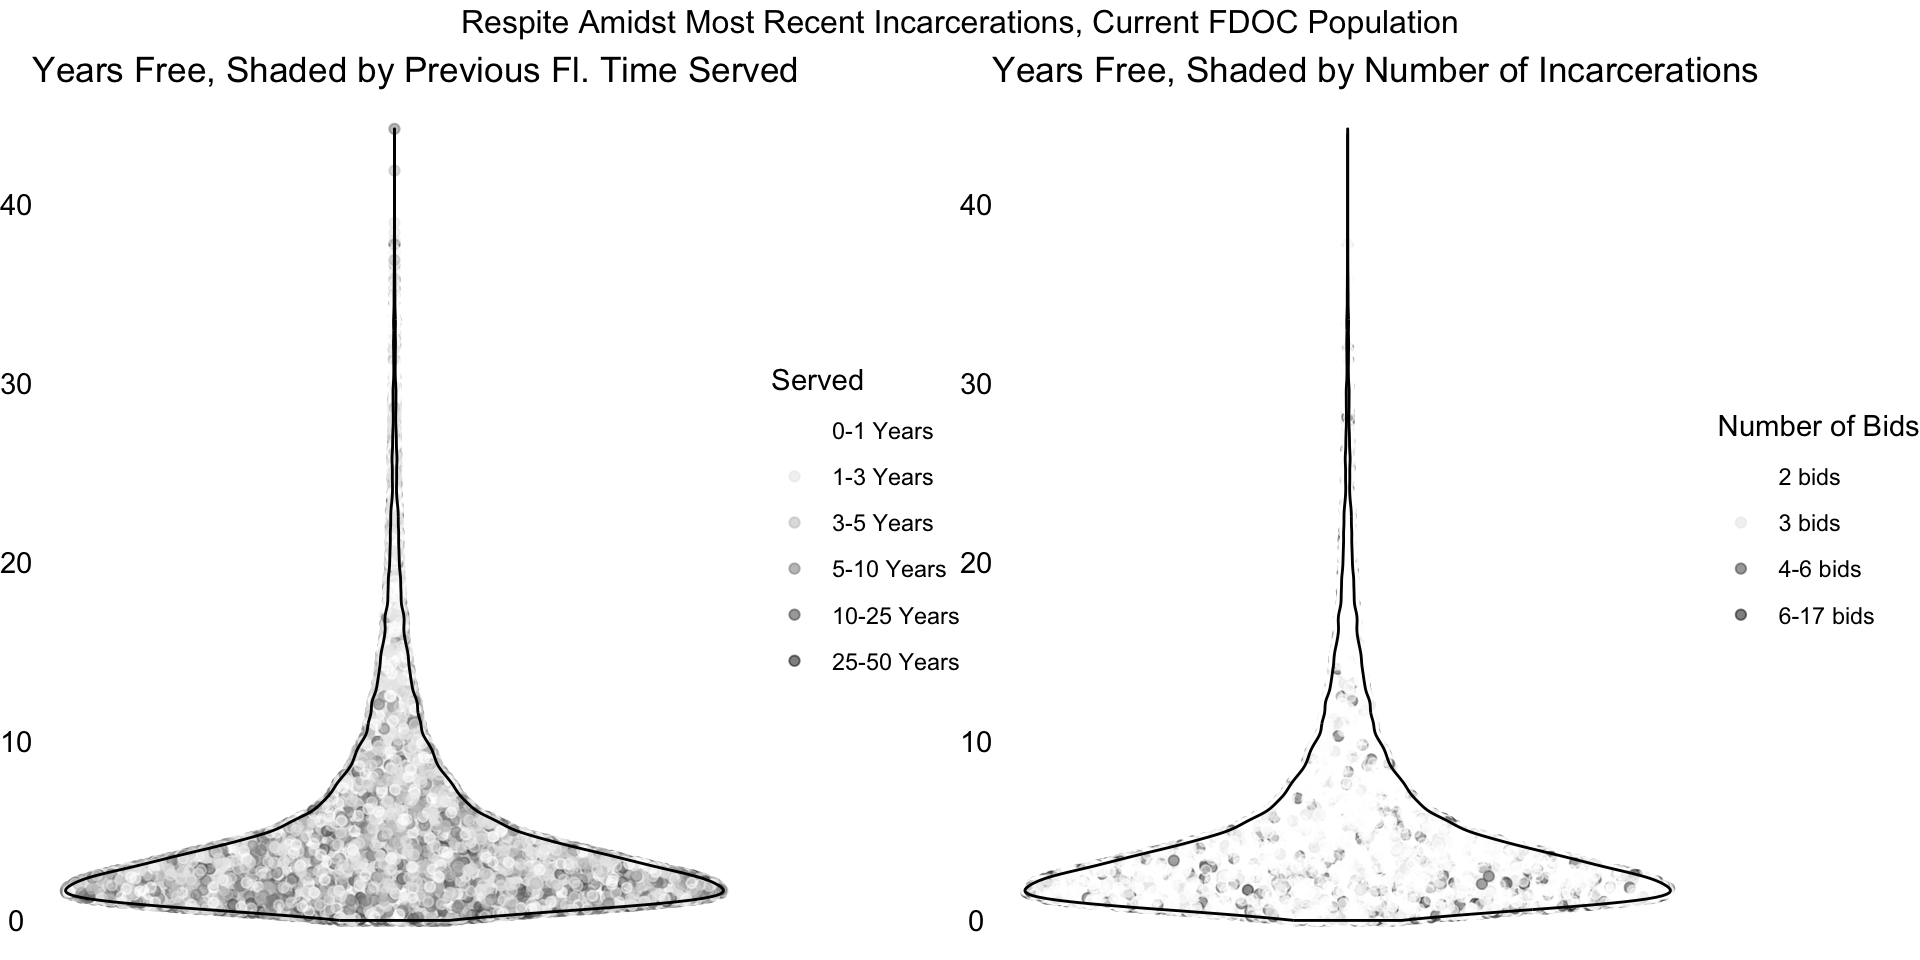 Respite Amidst Most Recent Incarcerations, Current FDOC Population
Years Free, Shaded by Previous Fl. Time Served
40
30
20
10
0
Served
0-1 Years
1-3 Years
3-5 Years
5-10 Years
10-25 Years
25-50 Years
Years Free, Shaded by Number of Incarcerations
40
30
20
10
0
Number of Bids
2 bids
3 bids
4-6 bids
6-17 bids